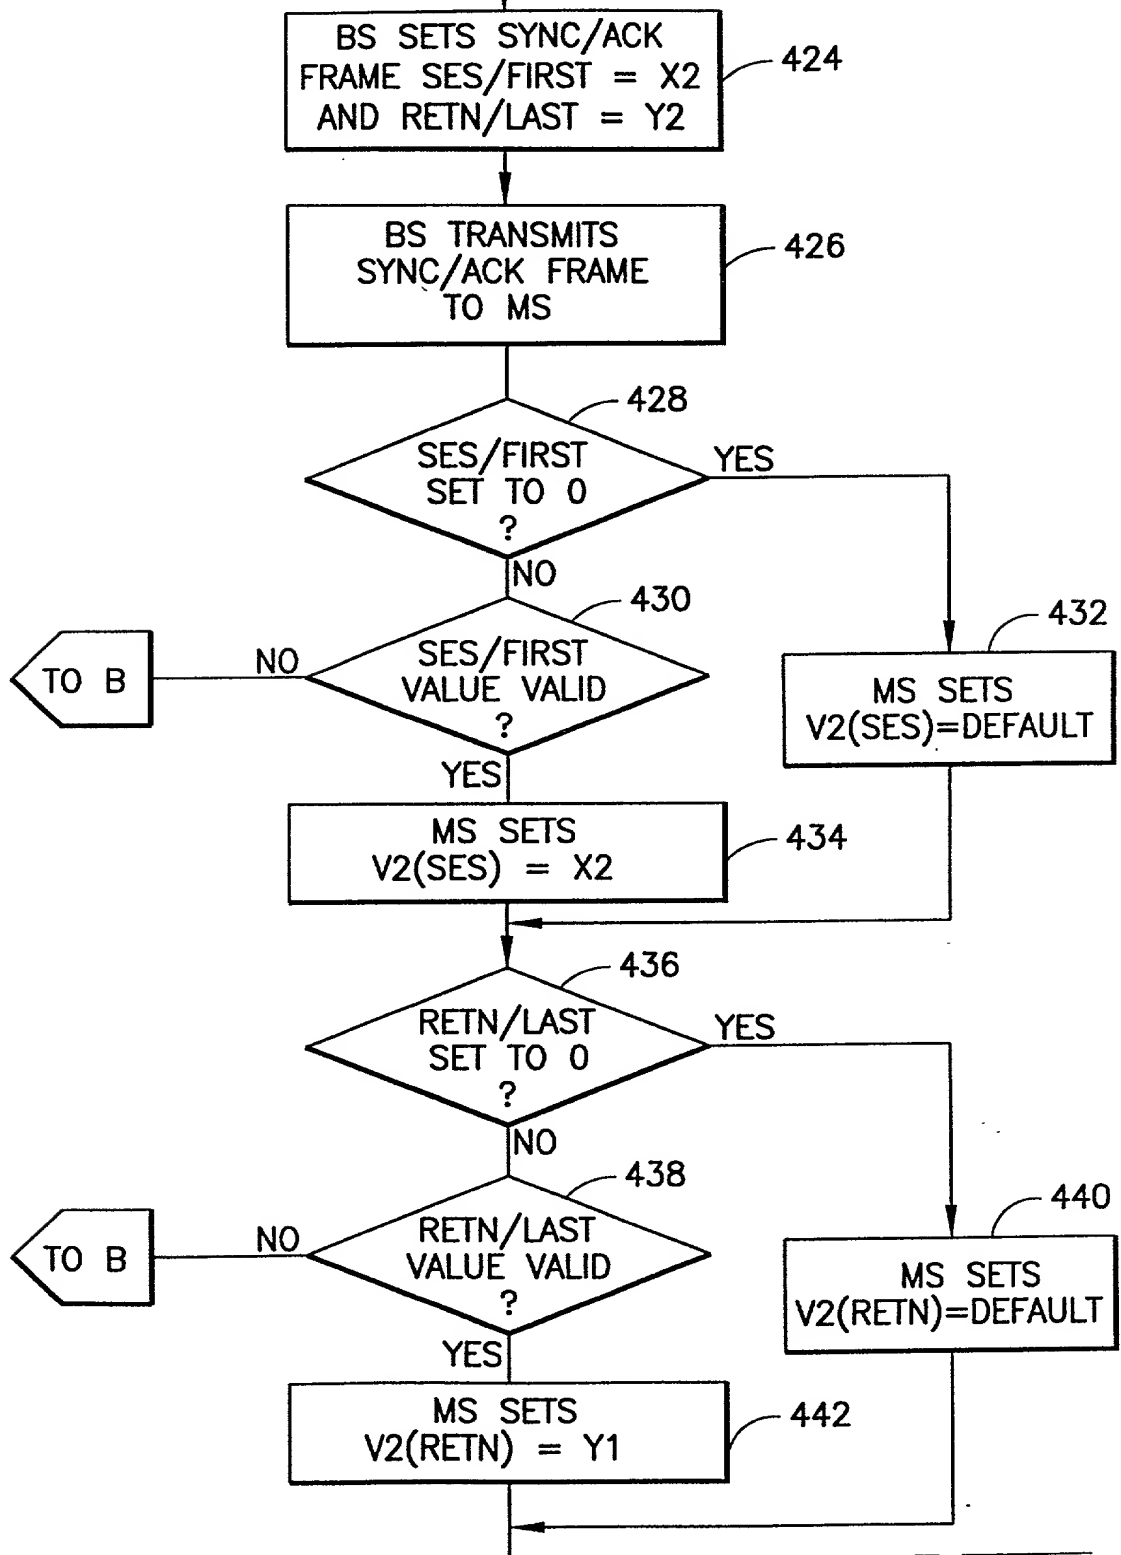 BS SETS SYNC/ACK
FRAME SES/FIRST = X2
AND RETN/LAST = Y2
424
BS TRANSMITS
SYNC/ACK FRAME
TO MS
426
428
SES/FIRST
SET TO 0
?
YES
NO
430
SES/FIRST
VALUE VALID
?
NO
TO B
432
MS SETS
V2(SES)=DEFAULT
YES
MS SETS
V2(SES) = X2
434
436
RETN/LAST
SET TO 0
?
YES
NO
438
RETN/LAST
VALUE VALID
?
NO
TO B
440
MS SETS
V2(RETN)=DEFAULT
YES
MS SETS
V2(RETN) = Y1
442